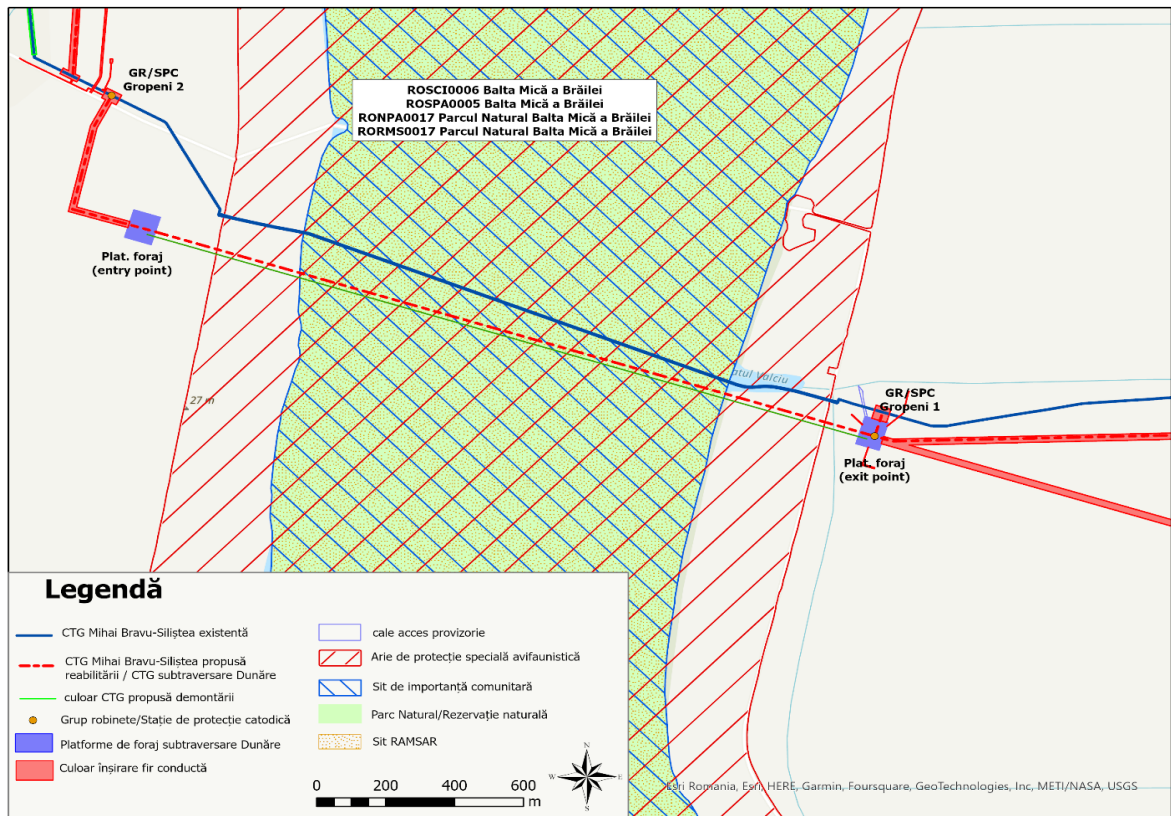 GR/SPC
Gropeni 2
ROSCI0006 Balta Mică a Brăilei
ROSPA0005 Balta Mică a Brăilei
RONPA0017 Parcul Natural Balta Mică a Brăilei
RORMS0017 Parcul Natural Balta Mică a Brăilei
Plat. foraj
(entry point)
27 m
atul Valciu
GR/SPC
Gropeni 1
Plat. foraj
(exit point)
Legendă
CTG Mihai Bravu-Siliștea existentă
CTG Mihai Bravu-Siliștea propusă
reabilitării / CTG subtraversare Dunăre
culoar CTG propusă demontării
Grup robinete/Stație de protecție catodică
Platforme de foraj subtraversare Dunăre
Culoar înșirare fir conductă
cale acces provizorie
Arie de protecție specială avifaunistică
Sit de importanță comunitară
Parc Natural/Rezervație naturală
Sit RAMSAR
0 200 400 600
m
N
W E
S
Esri Romania, Esri, HERE, Garmin, Foursquare, GeoTechnologies, Inc, METI/NASA, USGS